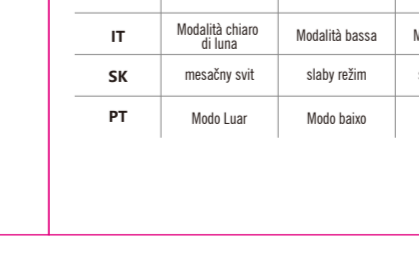 IT Modalità chiaro di luna Modalità bassa
SK mesačny svit slaby režim
PT Modo Luar Modo baixo